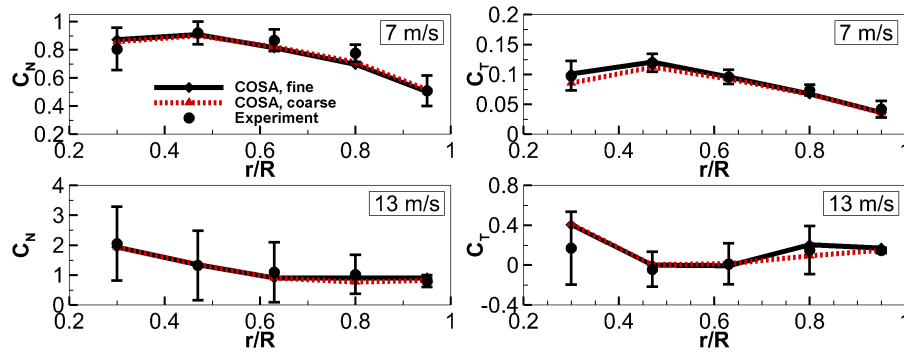 1
0.8
0.6
0.4
0.2
C_N
7 m/s
COSA, fine
COSA, coarse
Experiment
0.2 0.4 0.6 0.8 1
r/R
0.2
0.15
0.1
0.05
0
C_T
7 m/s
0.2 0.4 0.6 0.8 1
r/R
4
3
2
1
0
C_N
13 m/s
0.2 0.4 0.6 0.8 1
r/R
0.8
0.4
0
-0.4
C_T
13 m/s
0.2 0.4 0.6 0.8 1
r/R